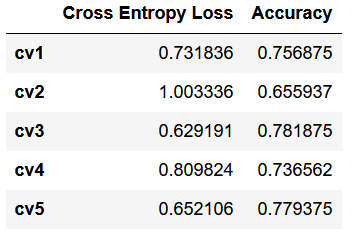 Cross Entropy Loss Accuracy
cv1 0.731836 0.756875
cv2 1.003336 0.655937
cv3 0.629191 0.781875
cv4 0.809824 0.736562
cv5 0.652106 0.779375